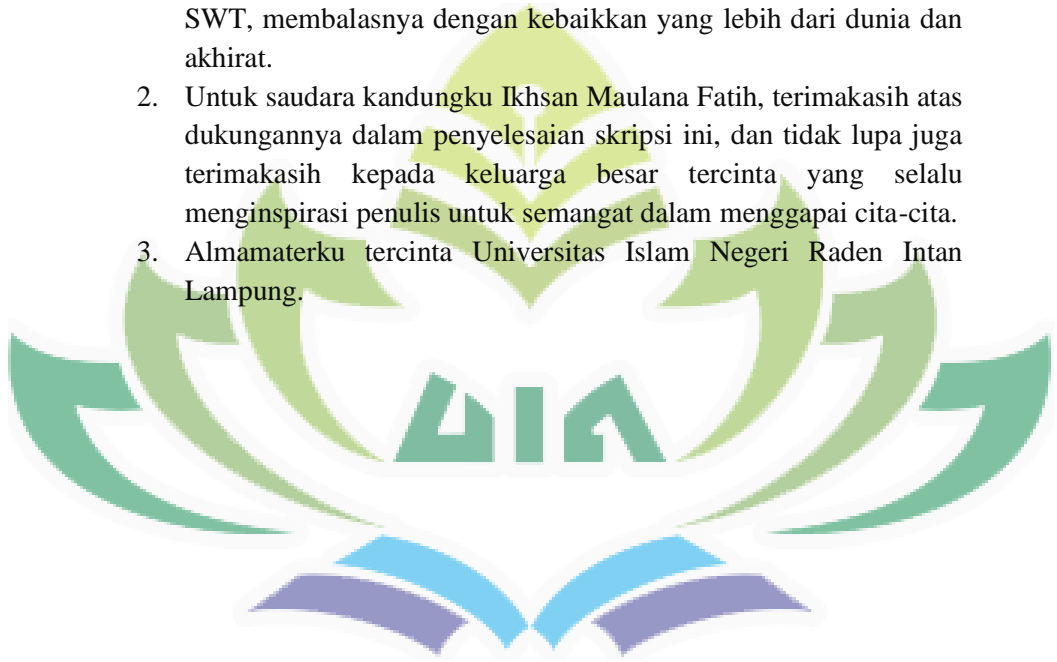 SWT, membalasnya dengan kebaikkan yang lebih dari dunia dan
akhirat.
2. Untuk saudara kandungku Ikhsan Maulana Fatih, terimakasih atas
dukungannya dalam penyelesaian skripsi ini, dan tidak lupa juga
terimakasih kepada keluarga besar tercinta yang selalu
menginspirasi penulis untuk semangat dalam menggapai cita-cita.
3. Almamaterku tercinta Universitas Islam Negeri Raden Intan
Lampung.
UIN